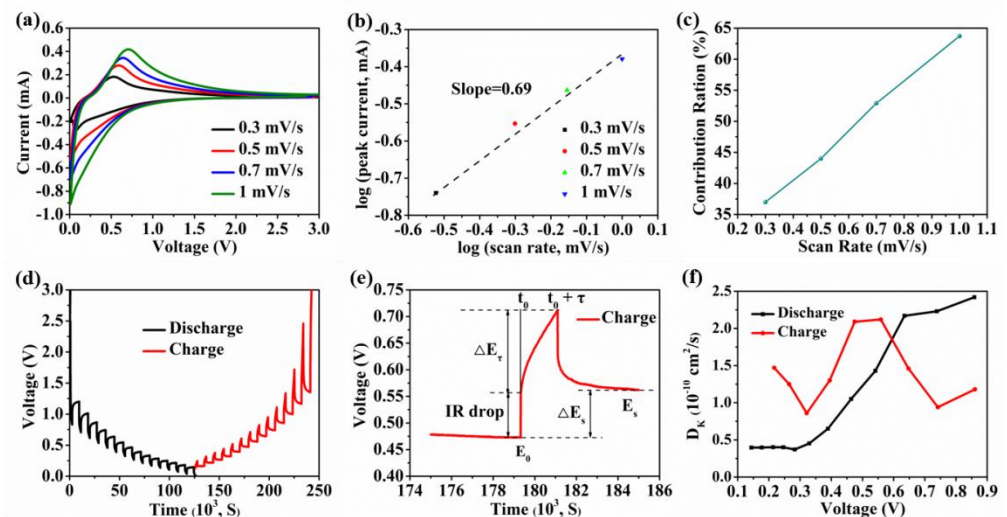 (a)
Current (mA)
0.6
0.4
0.2
0.0
-0.2
-0.4
-0.6
-0.8
-1.0
0.3 mV/s
0.5 mV/s
0.7 mV/s
1 mV/s
0.0 0.5 1.0 1.5 2.0 2.5 3.0
Voltage (V)
(b)
log (peak current, mA)
-0.3
-0.4
-0.5
-0.6
-0.7
-0.8
Slope=0.69
0.3 mV/s
0.5 mV/s
0.7 mV/s
1 mV/s
-0.6 -0.5 -0.4 -0.3 -0.2 -0.1 0.0 0.1
log (scan rate, mV/s)
(c)
Contribution Ration (%)
65
60
55
50
45
40
35
0.2 0.3 0.4 0.5 0.6 0.7 0.8 0.9 1.0 1.1
Scan Rate (mV/s)
(d)
Voltage (V)
3.0
2.5
2.0
1.5
1.0
0.5
0.0
Discharge
Charge
0 50 100 150 200 250
Time (10³, S)
(e)
Voltage (V)
0.75
0.70
0.65
0.60
0.55
0.50
0.45
0.40
t₀ t₀ + τ
Charge
△Eτ
IR drop
△Eₛ
Eₛ
E₀
174 176 178 180 182 184 186
Time (10³, S)
(f)
D_K (10⁻¹⁰ cm²/s)
2.5
2.0
1.5
1.0
0.5
0.0
Discharge
Charge
0.1 0.2 0.3 0.4 0.5 0.6 0.7 0.8 0.9
Voltage (V)